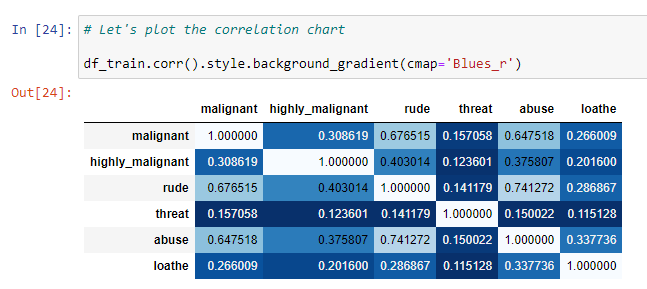 In [24]: # Let's plot the correlation chart
df_train.corr().style.background_gradient(cmap='Blues_r')
Out[24]:
malignant highly_malignant rude threat abuse loathe
malignant 1.000000 0.308619 0.676515 0.157058 0.647518 0.266009
highly_malignant 0.308619 1.000000 0.403014 0.123601 0.375807 0.201600
rude 0.676515 0.403014 1.000000 0.141179 0.741272 0.286867
threat 0.157058 0.123601 0.141179 1.000000 0.150022 0.115128
abuse 0.647518 0.375807 0.741272 0.150022 1.000000 0.337736
loathe 0.266009 0.201600 0.286867 0.115128 0.337736 1.000000